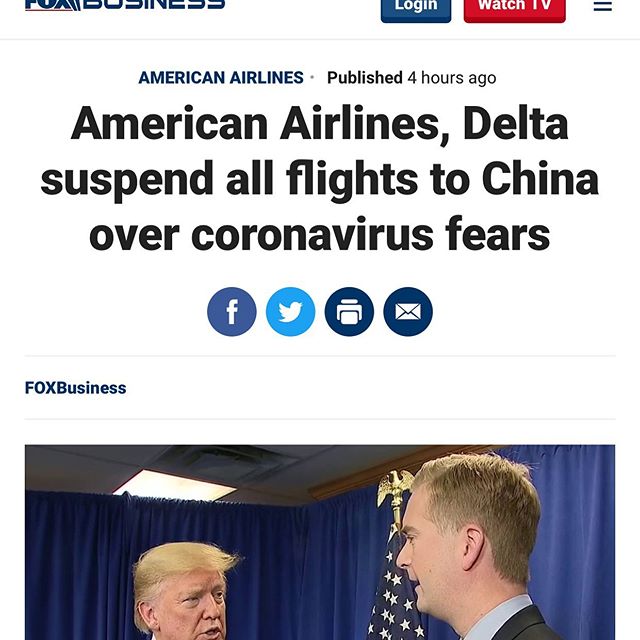 FOX BUSINESS
Login
Watch TV
AMERICAN AIRLINES · Published 4 hours ago
American Airlines, Delta
suspend all flights to China
over coronavirus fears
f
FOXBusiness